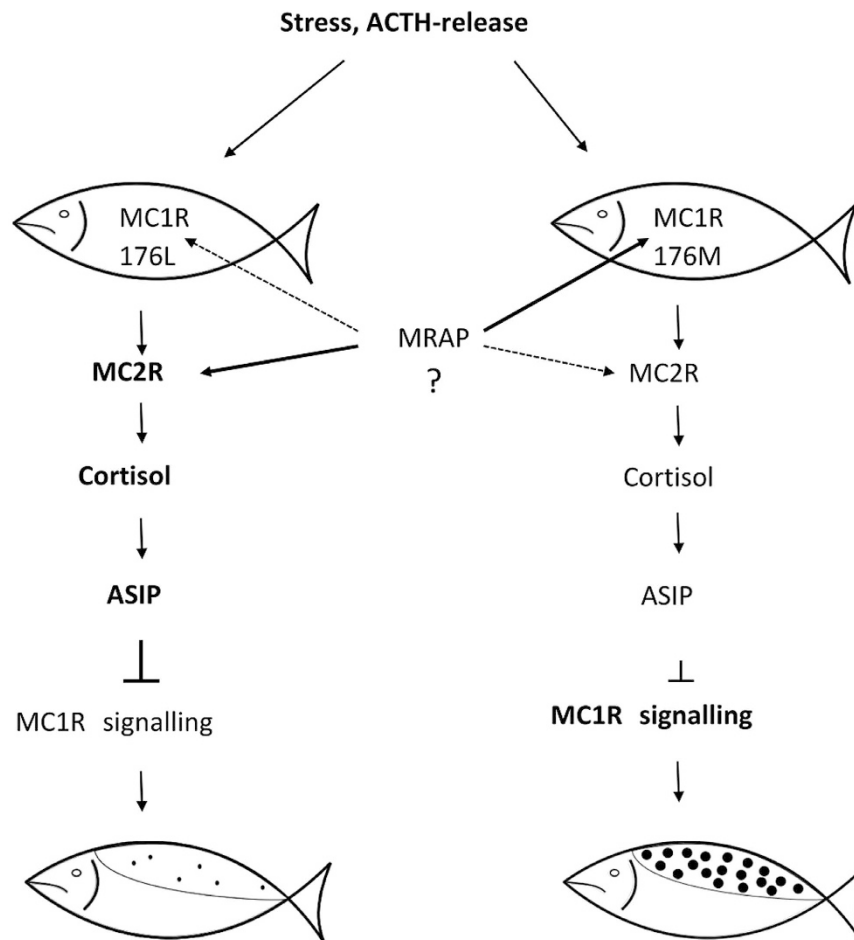 Stress, ACTH-release
MC1R
176L
MC1R
176M
MRAP
?
MC2R
MC2R
Cortisol
Cortisol
ASIP
ASIP
MC1R signalling
MC1R signalling